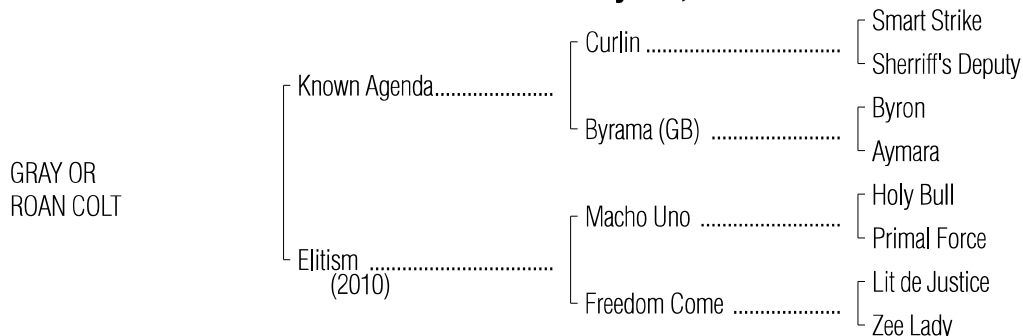 GRAY OR
ROAN COLT
Known Agenda......................
Elitism ..................................
(2010)
Curlin ....................................
Byrama (GB) ........................
Macho Uno ..........................
Freedom Come ....................
Smart Strike
Sherriff's Deputy
Byron
Aymara
Holy Bull
Primal Force
Lit de Justice
Zee Lady